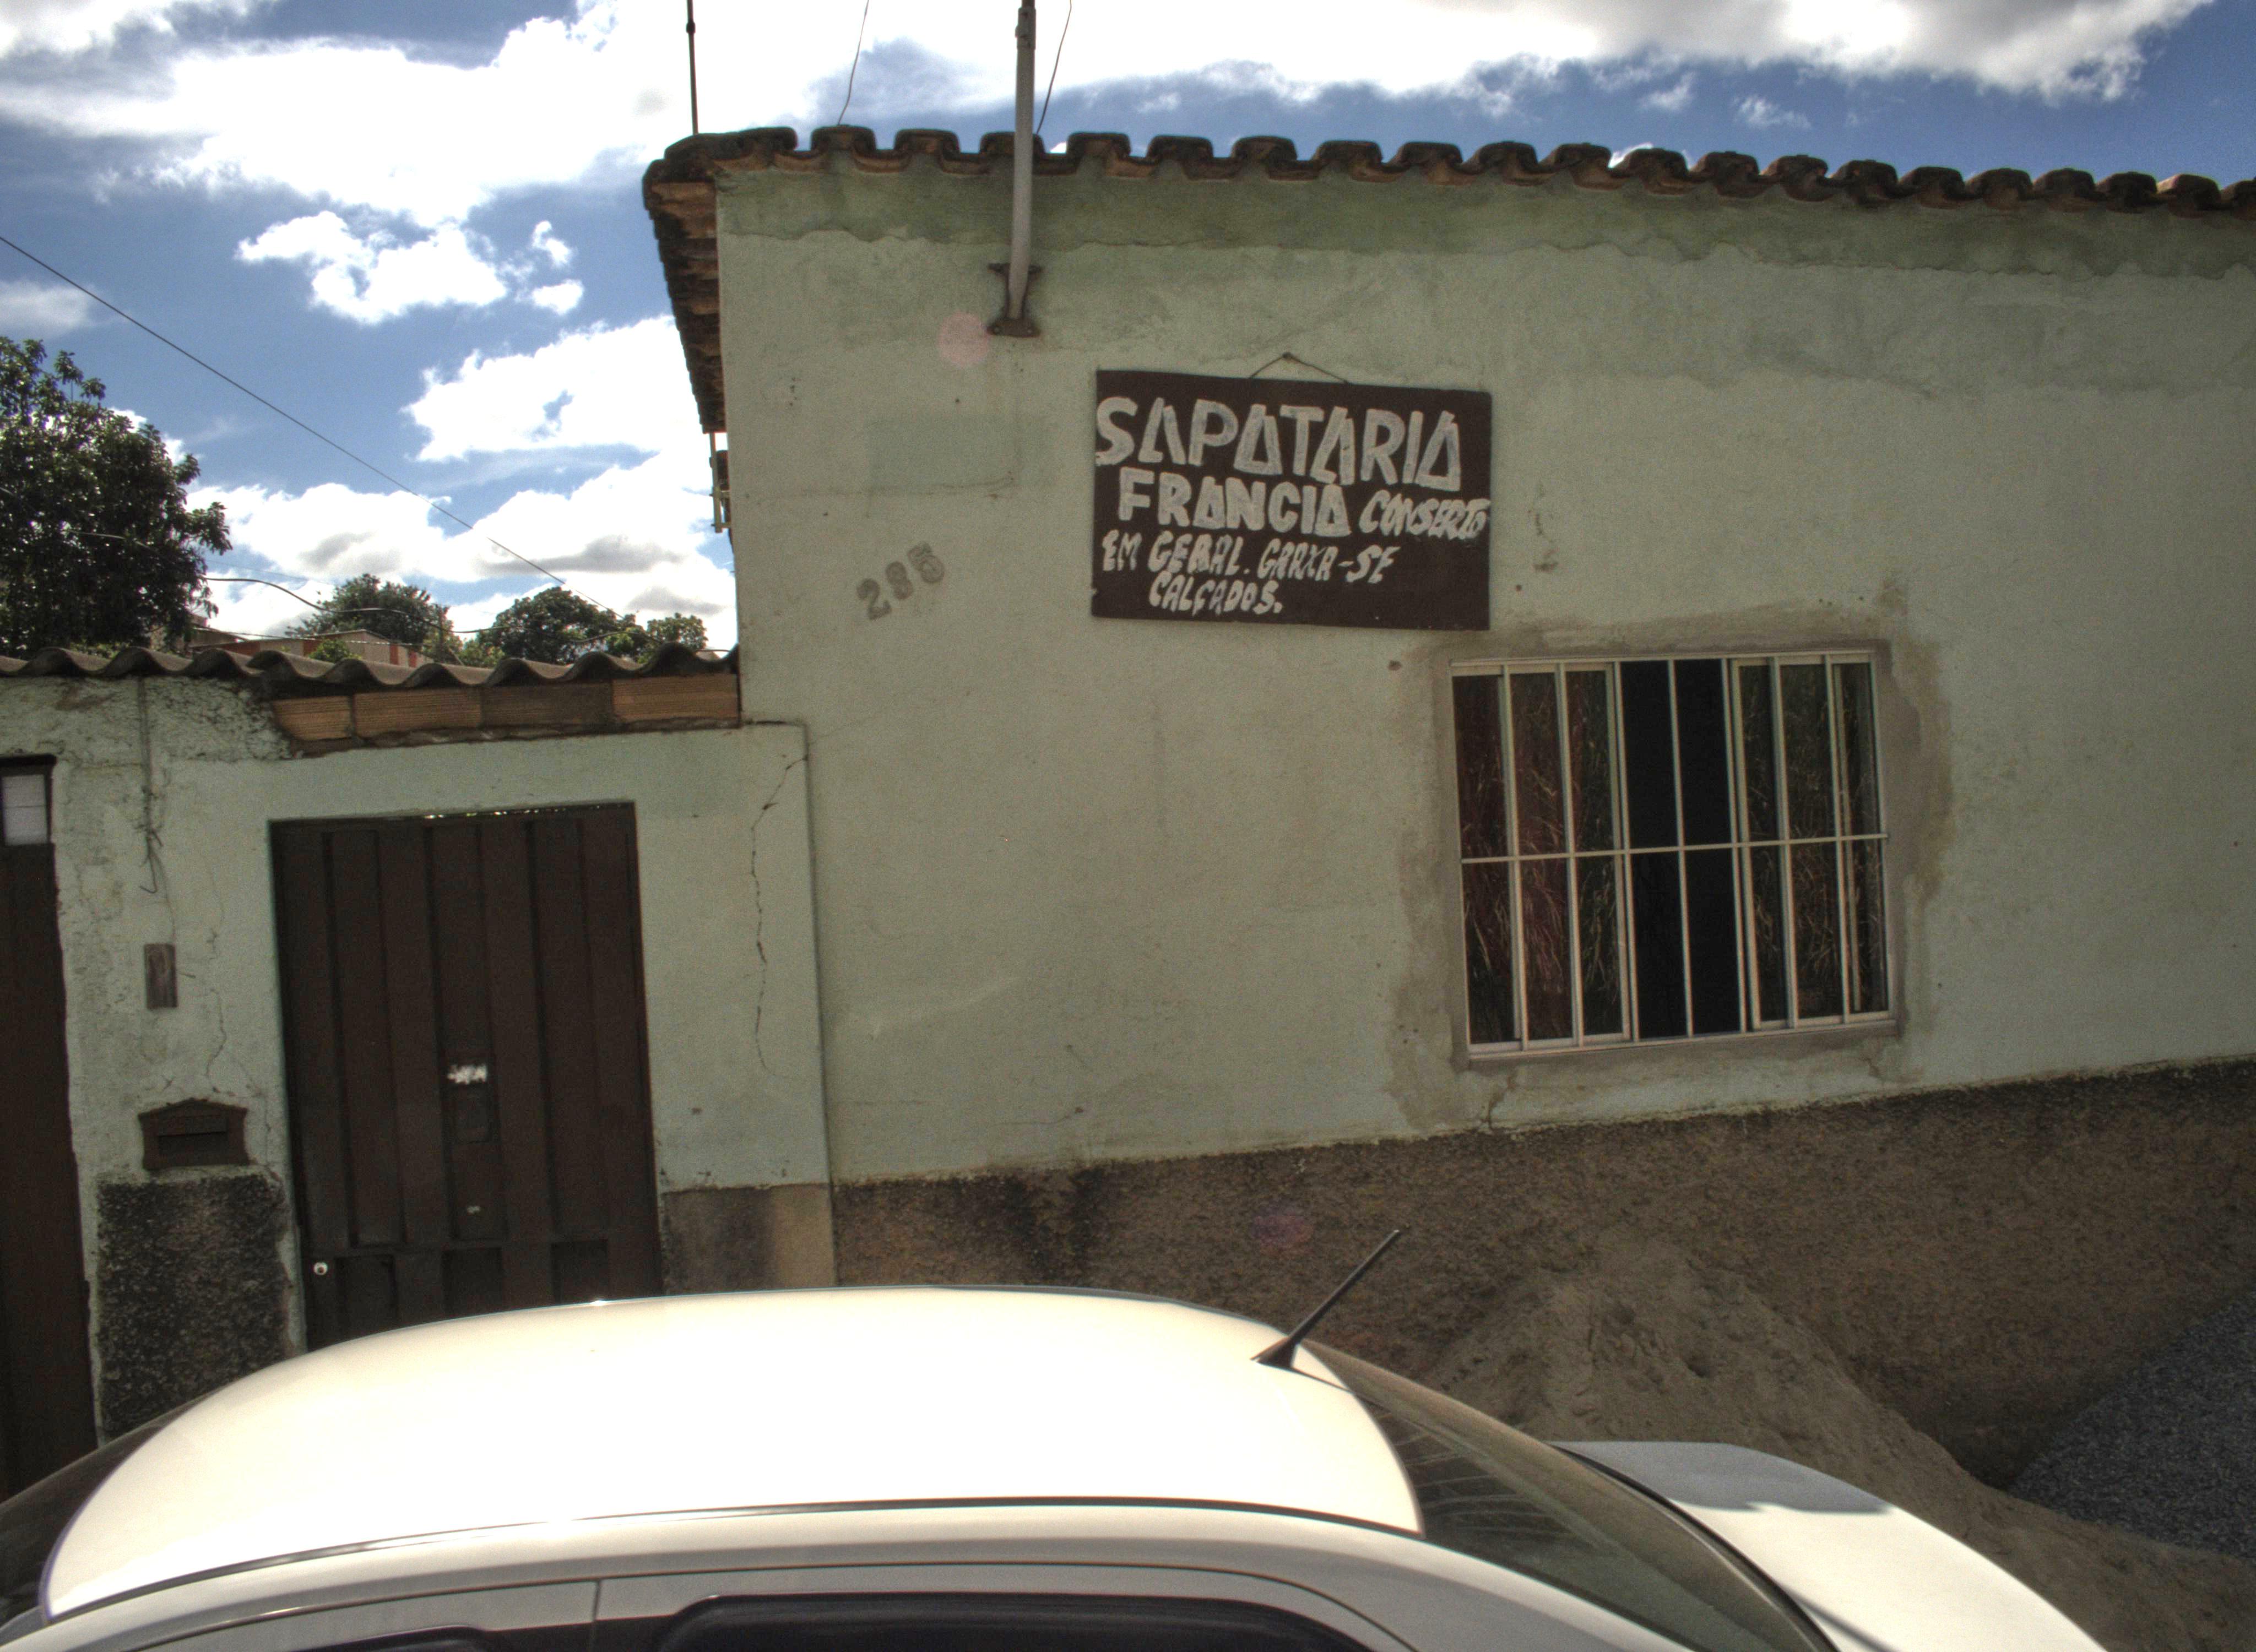 SAPATARIA
FRANCIA CONSERTO
EM GERAL. GARXA-SE
CALÇADOS.
285